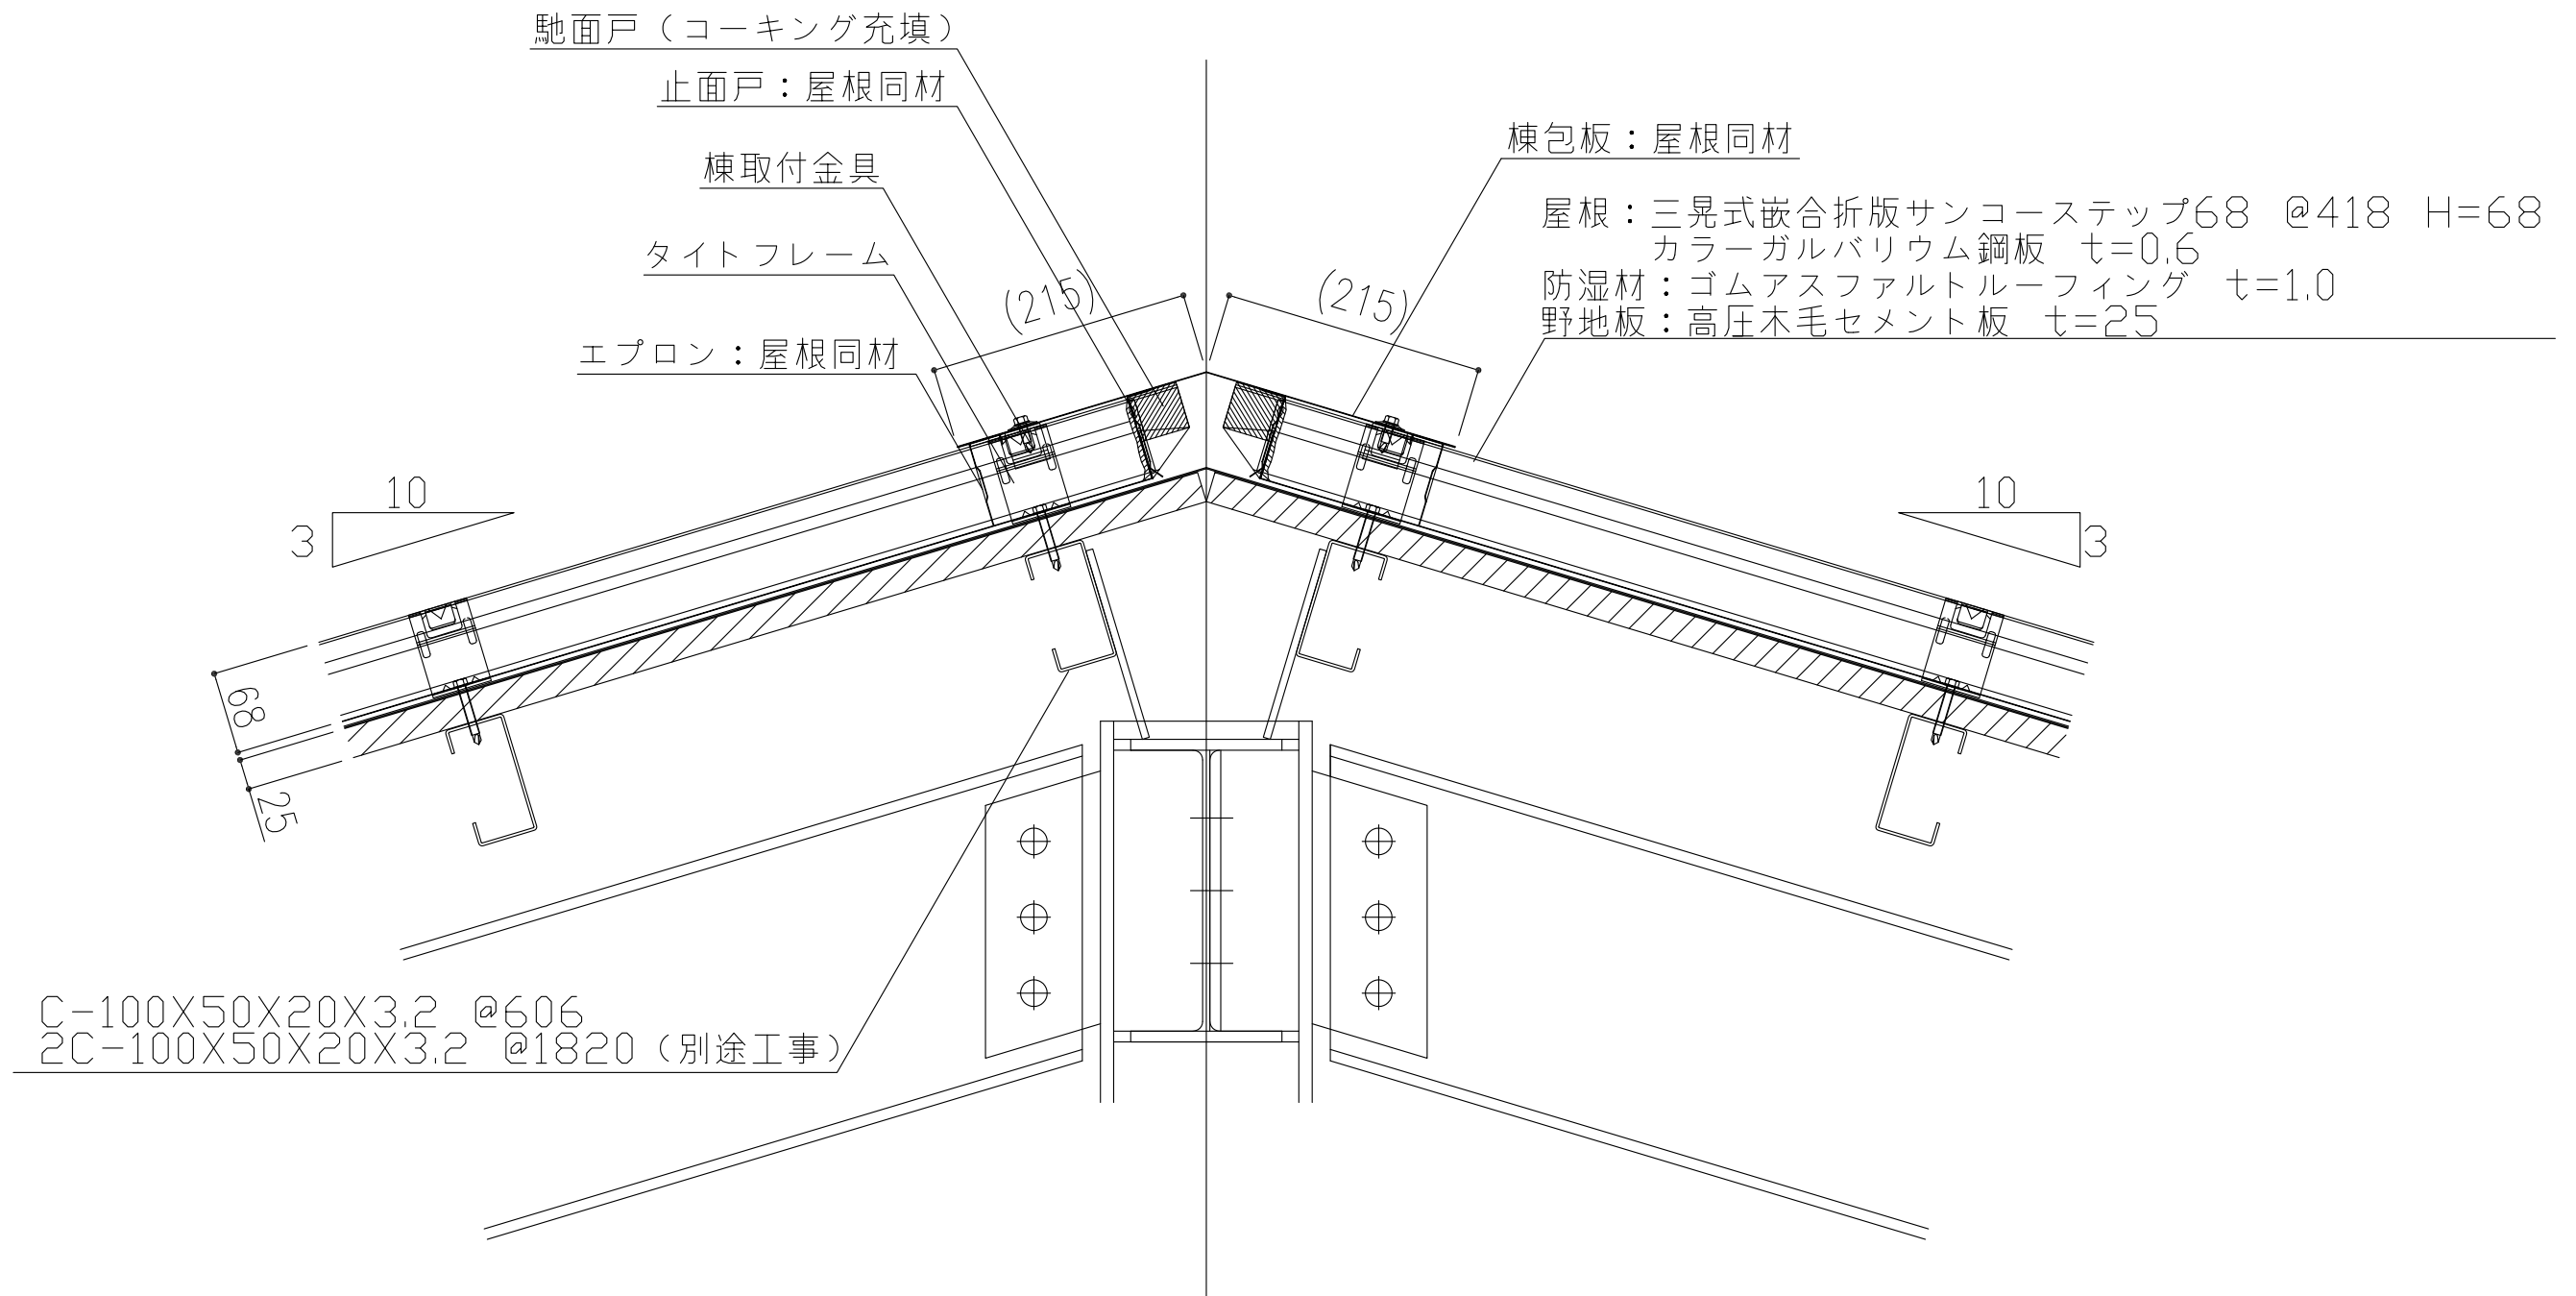 馳面戸（コーキング充填）
止面戸：屋根同材
棟取付金具
タイトフレーム
エプロン：屋根同材
棟包板：屋根同材
屋根：三晃式嵌合折版サンコーステップ68 @418 H=68
カラーガルバリウム鋼板 t=0.6
防湿材：ゴムアスファルトルーフィング t=1.0
野地板：高圧木毛セメント板 t=25
(215)
(215)
10
3
10
3
68
25
C-100X50X20X3.2 @606
2C-100X50X20X3.2 @1820（別途工事）